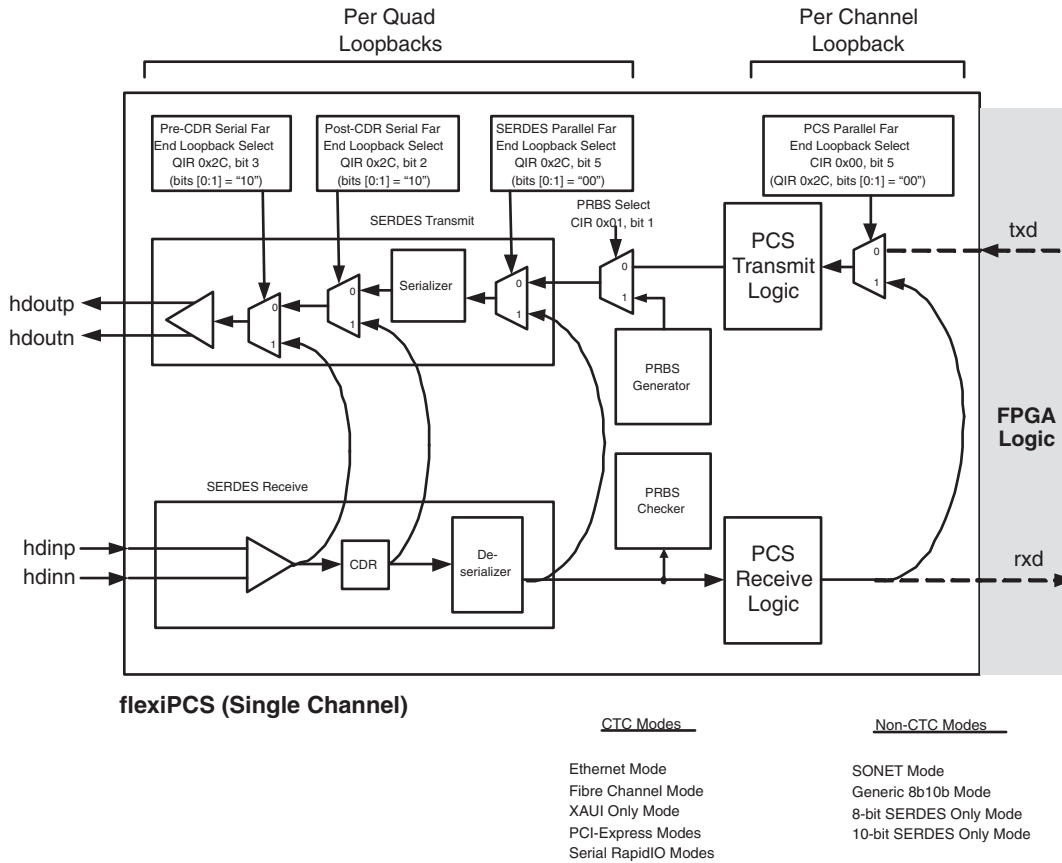 Per Quad
Loopbacks
Per Channel
Loopback
Pre-CDR Serial Far
End Loopback Select
QIR 0x2C, bit 3
(bits [0:1] = “10”)
Post-CDR Serial Far
End Loopback Select
QIR 0x2C, bit 2
(bits [0:1] = “10”)
SERDES Parallel Far
End Loopback Select
QIR 0x2C, bit 5
(bits [0:1] = “00”)
PCS Parallel Far
End Loopback Select
CIR 0x00, bit 5
(QIR 0x2C, bits [0:1] = “00”)
PRBS Select
CIR 0x01, bit 1
SERDES Transmit
hdoutp
hdoutn
0
1
0
1
Serializer
0
1
0
1
PCS
Transmit
Logic
0
1
txd
PRBS
Generator
FPGA
Logic
SERDES Receive
PRBS
Checker
hdinp
hdinn
CDR
De-
serializer
PCS
Receive
Logic
rxd
flexiPCS (Single Channel)
CTC Modes
Ethernet Mode
Fibre Channel Mode
XAUI Only Mode
PCI-Express Modes
Serial RapidIO Modes
Non-CTC Modes
SONET Mode
Generic 8b10b Mode
8-bit SERDES Only Mode
10-bit SERDES Only Mode